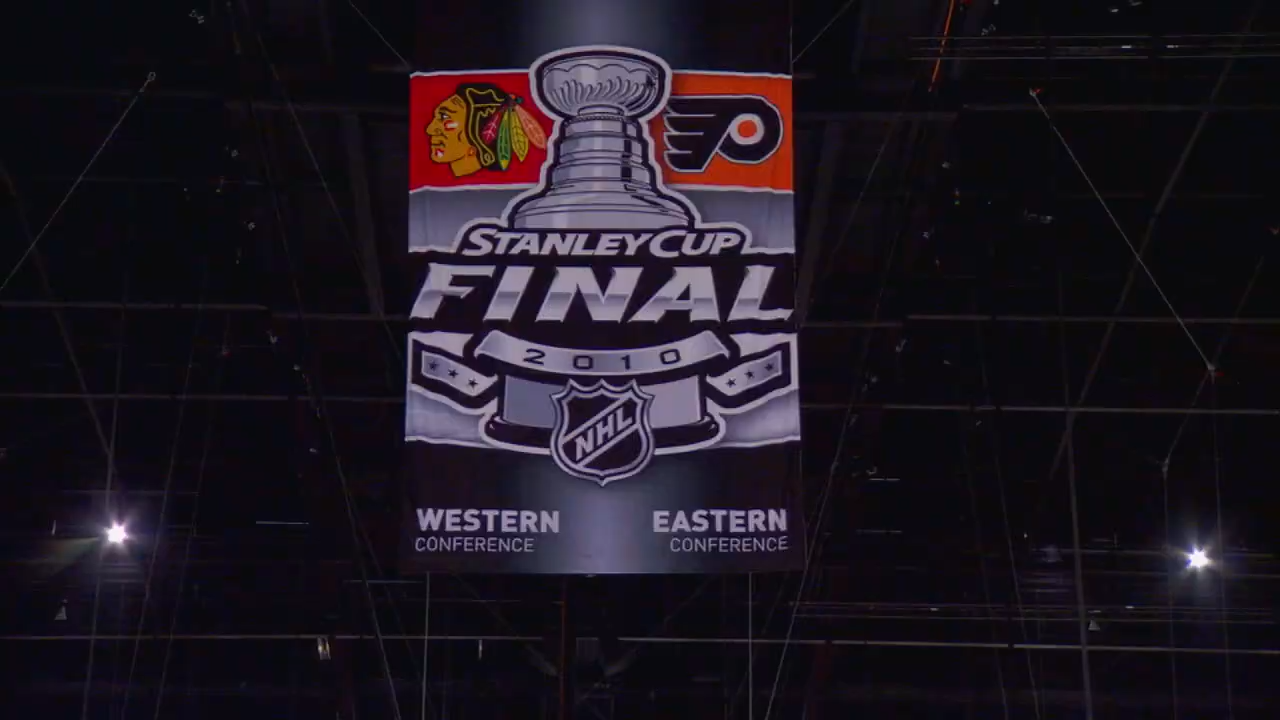 STANLEY CUP
FINAL
2010
NHL
WESTERN EASTERN
CONFERENCE CONFERENCE